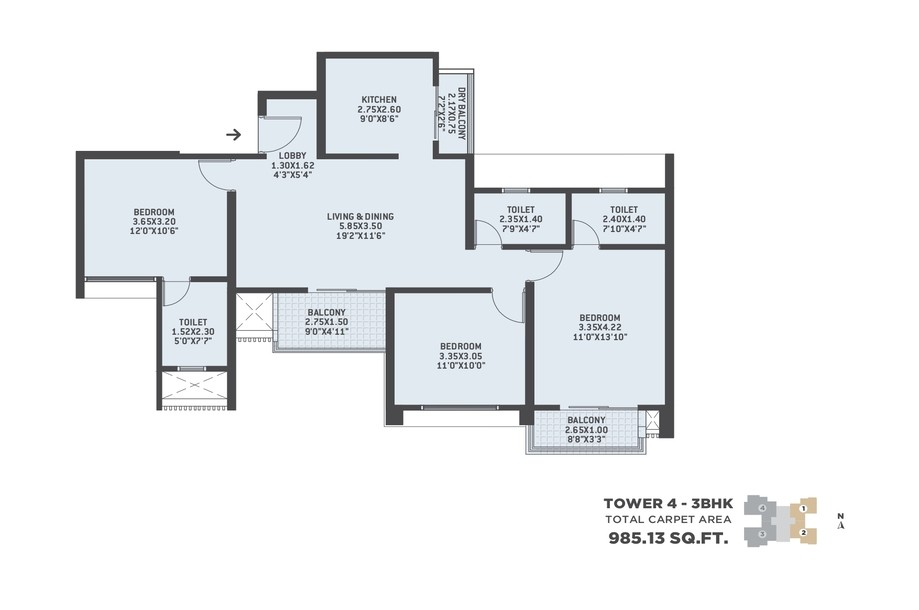 KITCHEN
2.75X2.60
9'0"X8'6"
DRY BALCONY
2.17X0.75
7'2"X2'6"
LOBBY
1.30X1.62
4'3"X5'4"
BEDROOM
3.65X3.20
12'0"X10'6"
LIVING & DINING
5.85X3.50
19'2"X11'6"
TOILET
2.35X1.40
7'9"X4'7"
TOILET
2.40X1.40
7'10"X4'7"
TOILET
1.52X2.30
5'0"X7'7"
BALCONY
2.75X1.50
9'0"X4'11"
BEDROOM
3.35X3.05
11'0"X10'0"
BEDROOM
3.35X4.22
11'0"X13'10"
BALCONY
2.65X1.00
8'8"X3'3"
TOWER 4 - 3BHK
TOTAL CARPET AREA
985.13 SQ.FT.
4
1
3
2
N